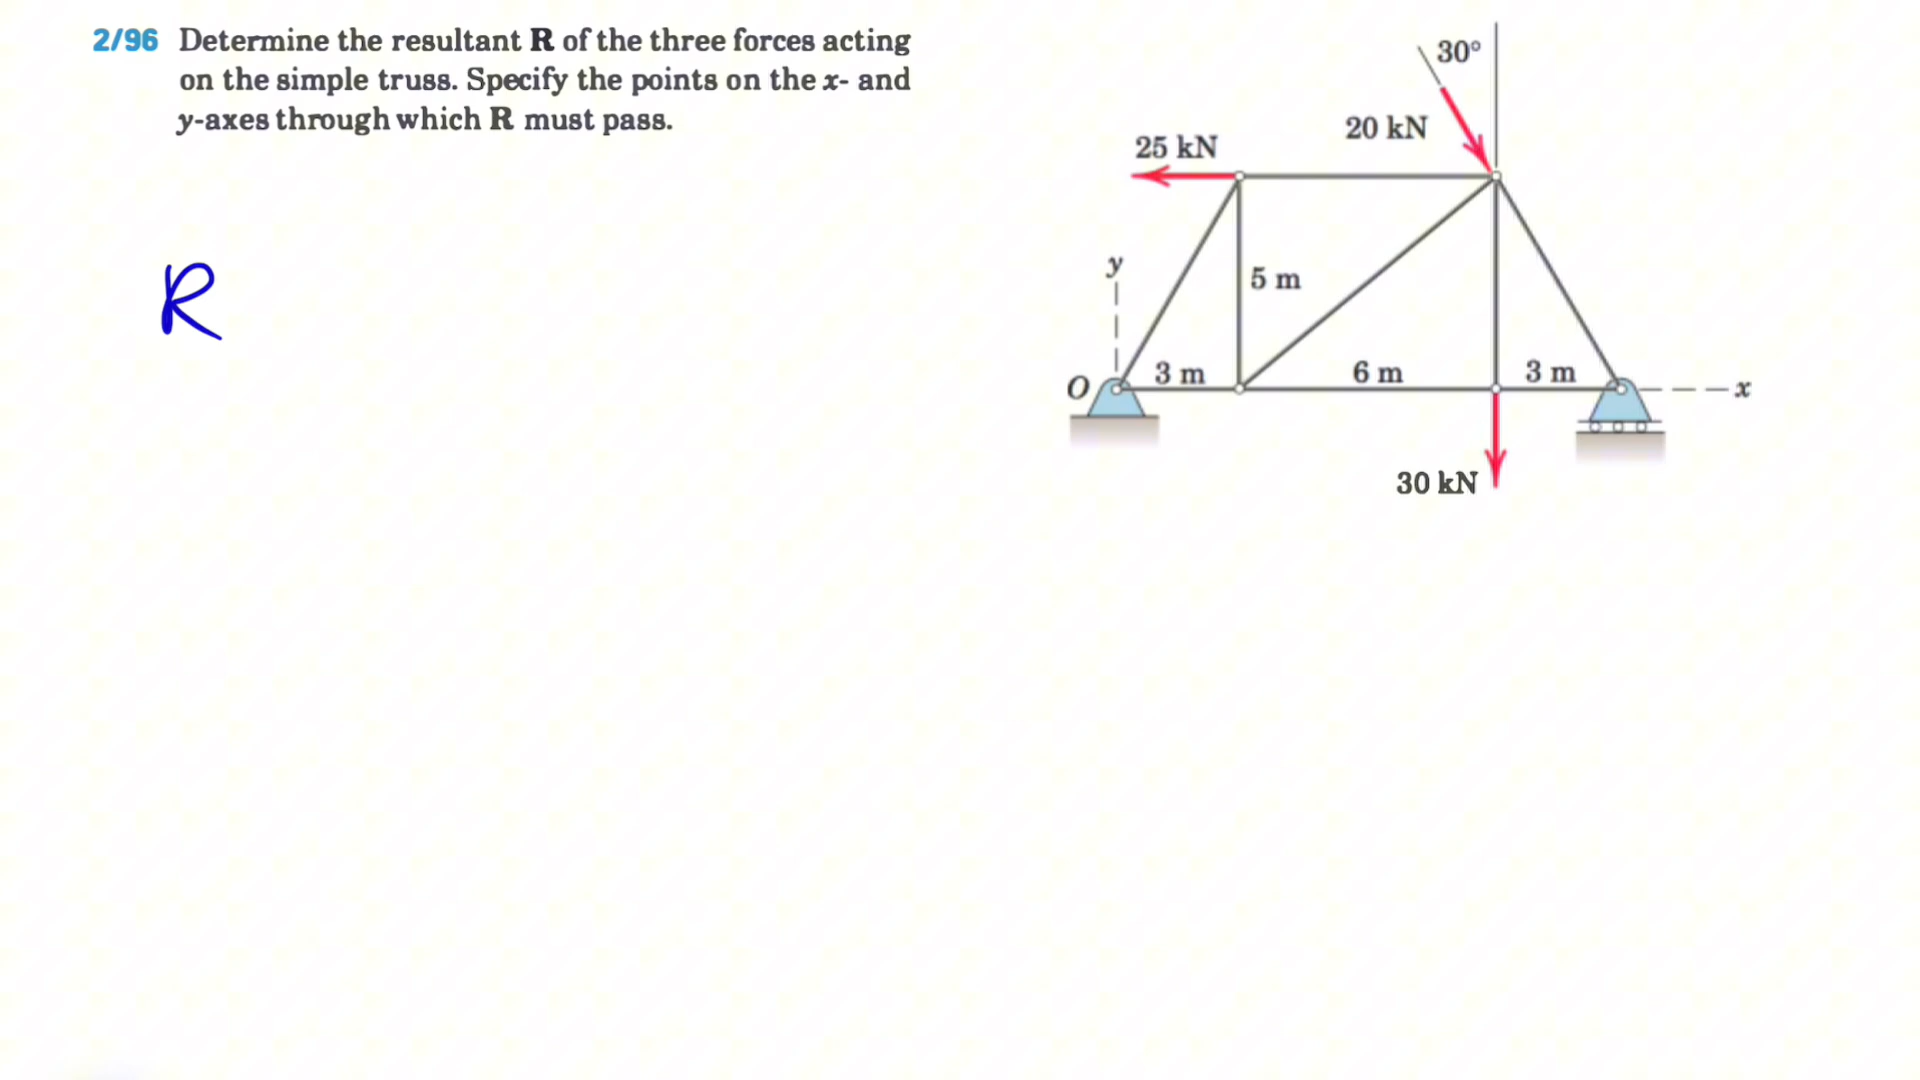 2/96 Determine the resultant R of the three forces acting
on the simple truss. Specify the points on the x- and
y-axes through which R must pass.
R
30°
20 kN
25 kN
y
5 m
O
3 m
6 m
3 m
x
30 kN